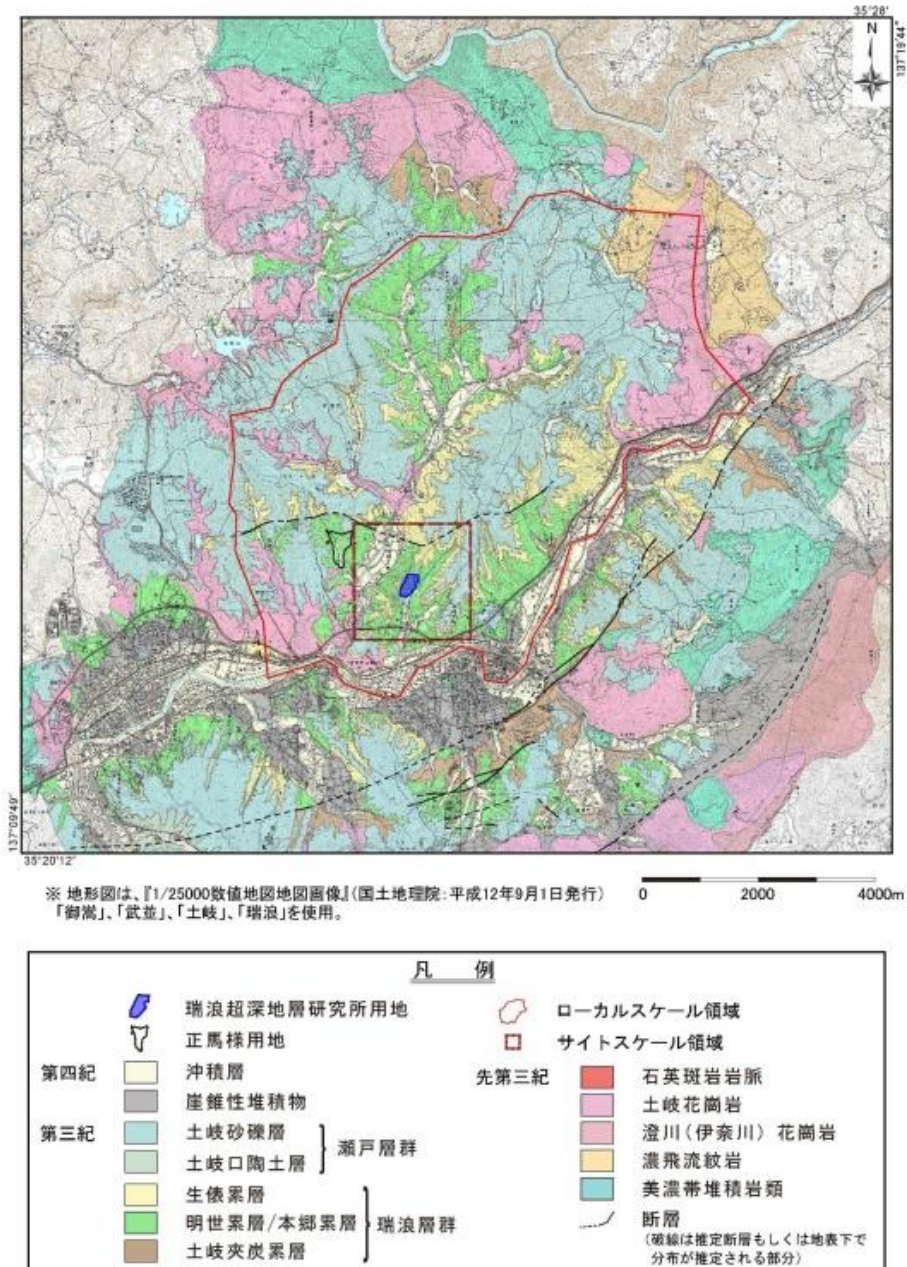 35°28'
137°19'44"
N
137°09'49"
35°20'12"
※ 地形図は、『1/25000数値地図地図画像』(国土地理院:平成12年9月1日発行)
「御嵩」、「武並」、「土岐」、「瑞浪」を使用。
0 2000 4000m
凡 例
瑞浪超深地層研究所用地
正馬様用地
第四紀
沖積層
崖錐性堆積物
第三紀
土岐砂礫層
土岐口陶土層
瀬戸層群
生俵累層
明世累層/本郷累層
土岐夾炭累層
瑞浪層群
ローカルスケール領域
サイトスケール領域
先第三紀
石英斑岩岩脈
土岐花崗岩
澄川(伊奈川)花崗岩
濃飛流紋岩
美濃帯堆積岩類
断層
(破線は推定断層もしくは地表下で
分布が推定される部分)